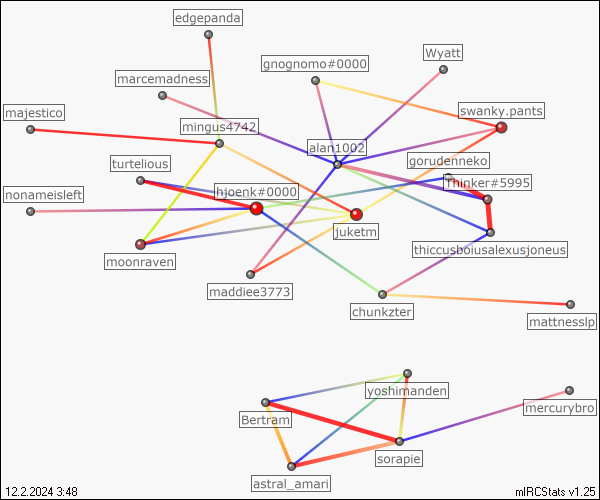 edgepanda
Wyatt
gnognomo#0000
marcemadness
swanky.pants
majestico
mingus4742
alan1002
gorudenneko
turtelious
Thinker#5995
hjoenk#0000
nonameisleft
juketm
thiccusboiusalexusjoneus
moonraven
maddiee3773
chunkzter
mattnesslp
yoshimanden
mercurybro
Bertram
sorapie
astral_amari
12.2.2024 3:48
mIRCStats v1.25